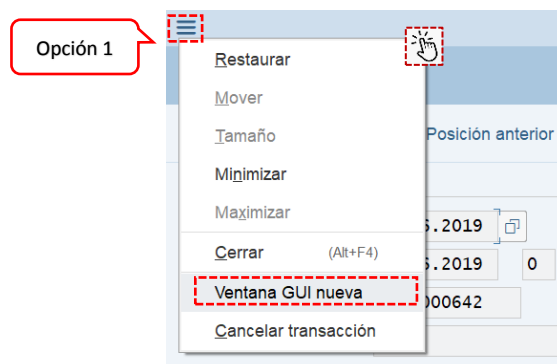 Opción 1
Restaurar
Mover
Tamaño
Posición anterior
Minimizar
Maximizar
.2019
Cerrar (Alt+F4)
.2019 0
Ventana GUI nueva
000642
Cancelar transacción